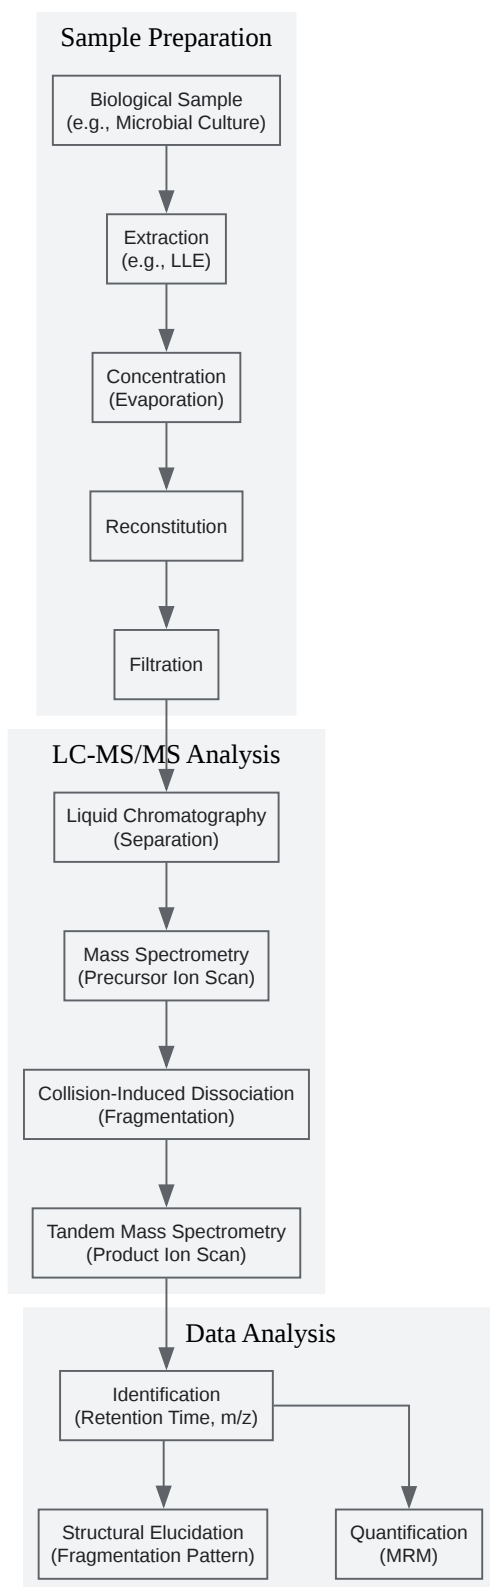 Sample Preparation
Biological Sample
(e.g., Microbial Culture)
Extraction
(e.g., LLE)
Concentration
(Evaporation)
Reconstitution
Filtration
LC-MS/MS Analysis
Liquid Chromatography
(Separation)
Mass Spectrometry
(Precursor Ion Scan)
Collision-Induced Dissociation
(Fragmentation)
Tandem Mass Spectrometry
(Product Ion Scan)
Data Analysis
Identification
(Retention Time, m/z)
Structural Elucidation
(Fragmentation Pattern)
Quantification
(MRM)